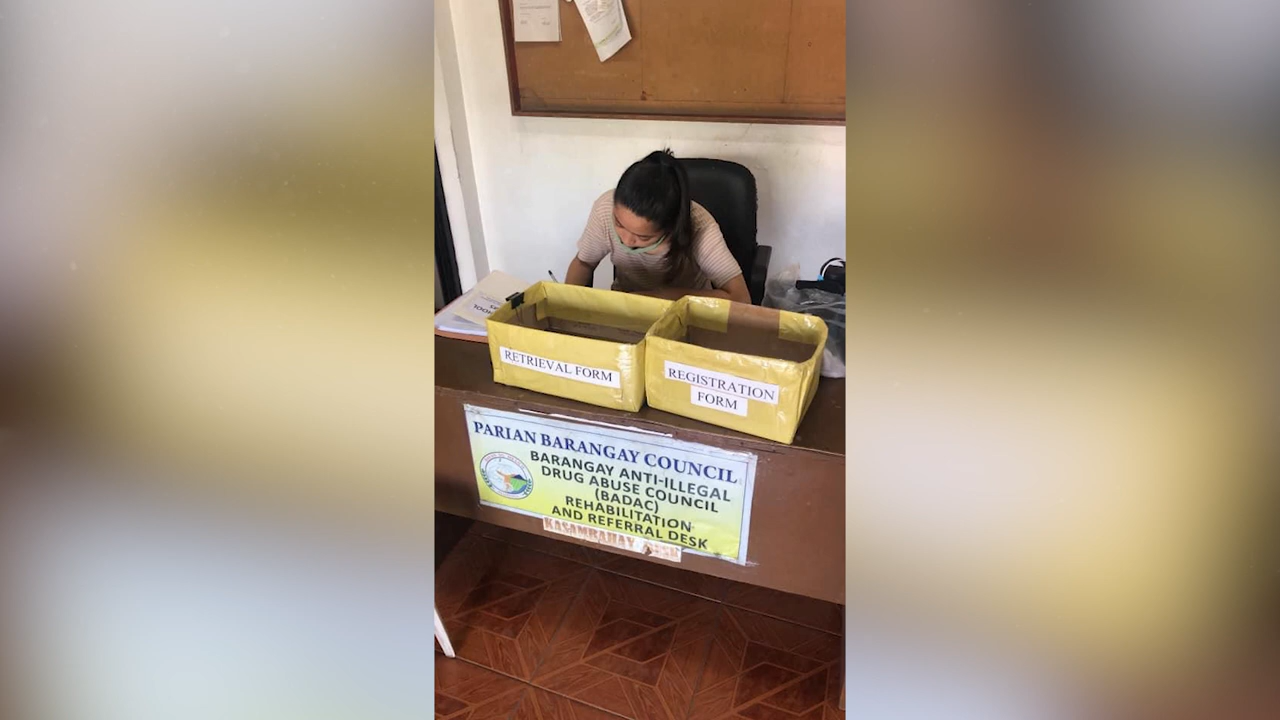 RETRIEVAL FORM
REGISTRATION
FORM
PARIAN BARANGAY COUNCIL
BARANGAY ANTI-ILLEGAL
DRUG ABUSE COUNCIL
(BADAC)
REHABILITATION
AND REFERRAL DESK
KASAMBAHAY DESK